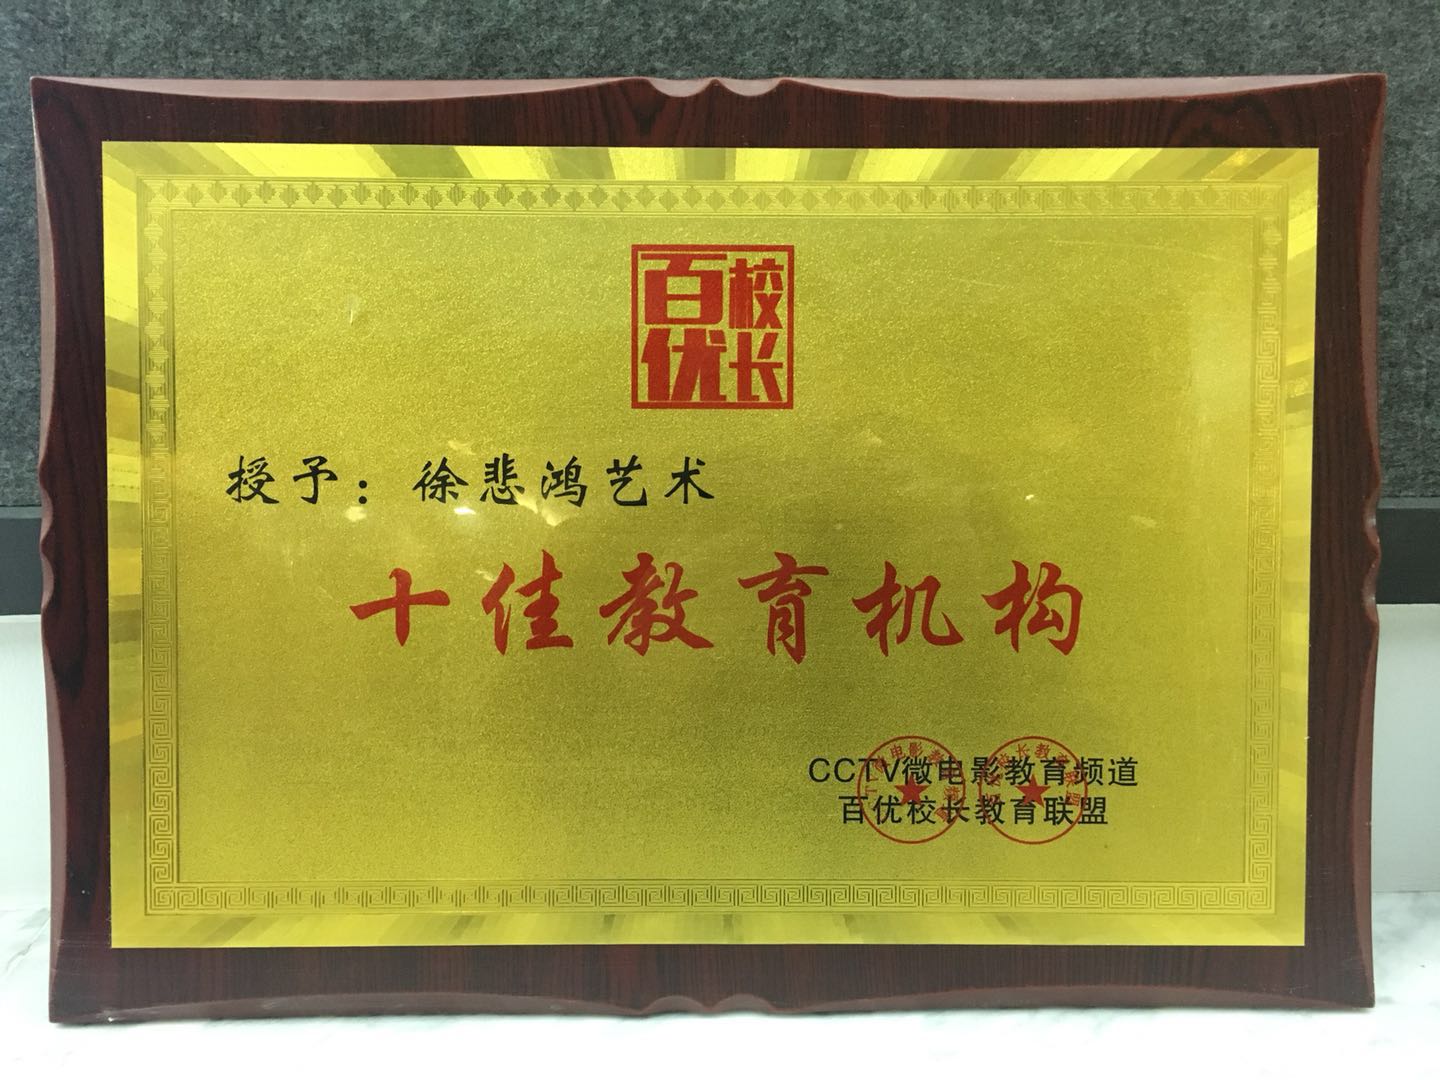 百优校长
授予：徐悲鸿艺术
十佳教育机构
CCTV微电影教育频道
百优校长教育联盟